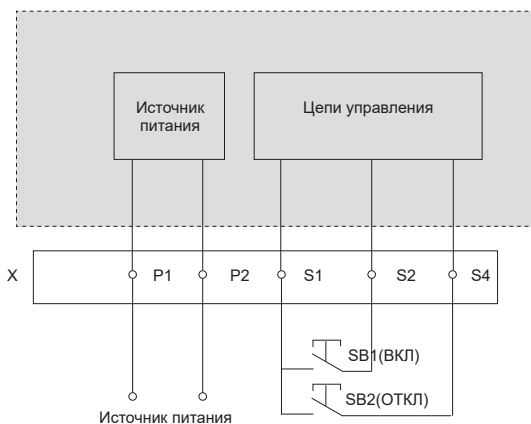 Источник
питания
Цепи управления
X P1 P2 S1 S2 S4
SB1(ВКЛ)
SB2(ОТКЛ)
Источник питания